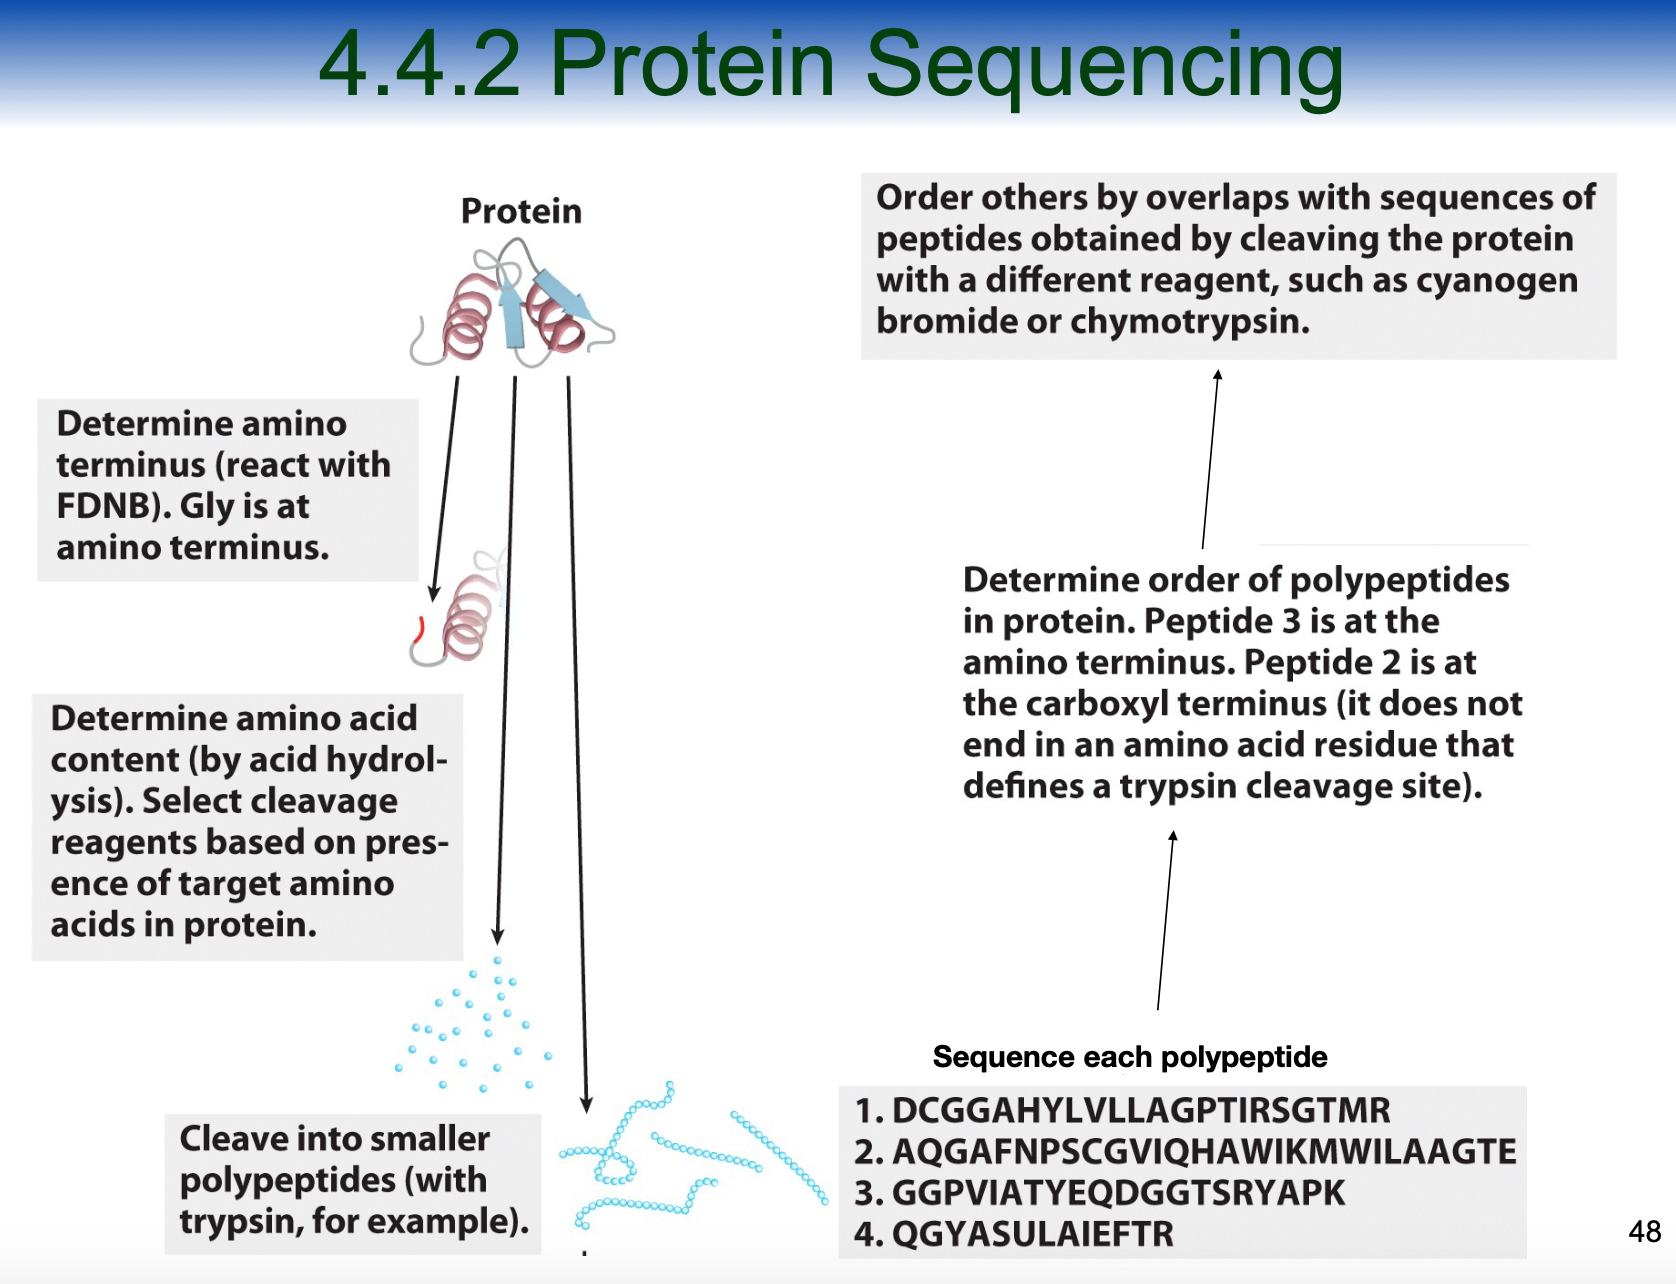 4.4.2 Protein Sequencing
Protein
Determine amino
terminus (react with
FDNB). Gly is at
amino terminus.
Determine amino acid
content (by acid hydrol-
ysis). Select cleavage
reagents based on pres-
ence of target amino
acids in protein.
Cleave into smaller
polypeptides (with
trypsin, for example).
Sequence each polypeptide
1. DCGGAHYLVLLAGPTIRSGTMR
2. AQGAFNPSCGVIQHAWIKMWILAAGTE
3. GGPVIATYEQDGGTSRYAPK
4. QGYASULAIEFTR
Determine order of polypeptides
in protein. Peptide 3 is at the
amino terminus. Peptide 2 is at
the carboxyl terminus (it does not
end in an amino acid residue that
defines a trypsin cleavage site).
Order others by overlaps with sequences of
peptides obtained by cleaving the protein
with a different reagent, such as cyanogen
bromide or chymotrypsin.
48